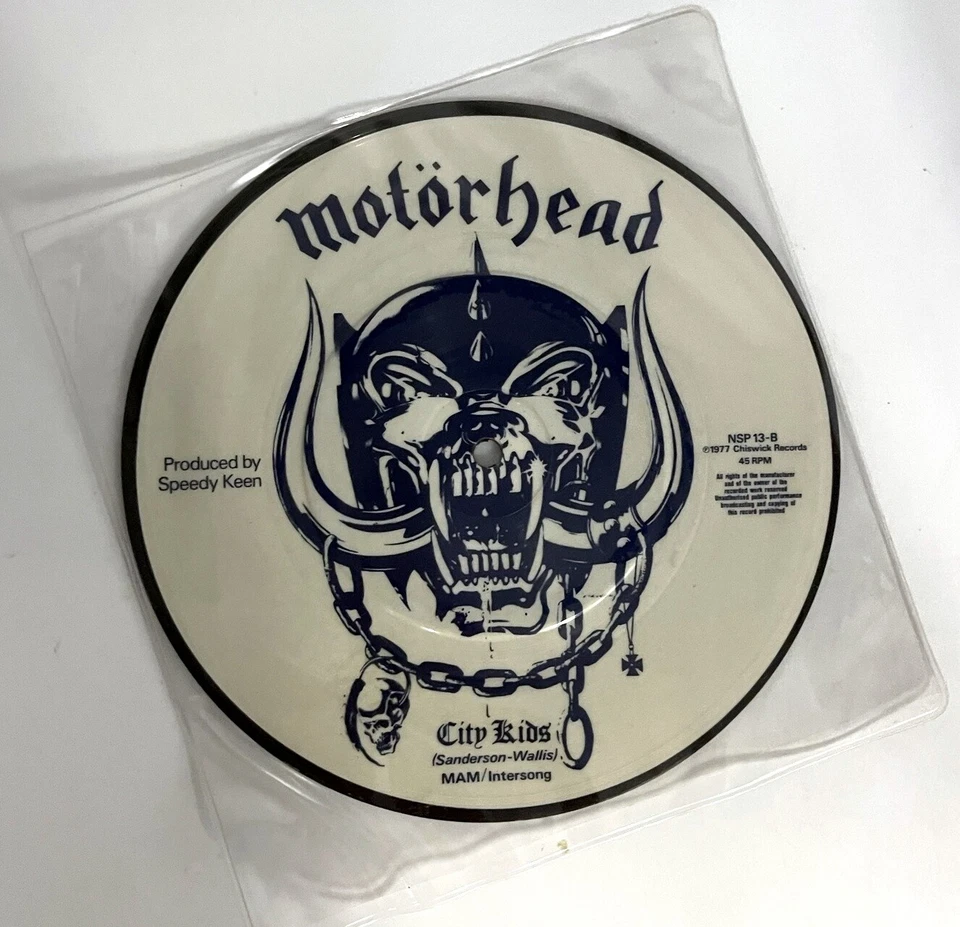 motörhead
Produced by
Speedy Keen
NSP 13-B
℗1977 Chiswick Records
45 RPM
All rights of the manufacturer
and of the owner of the
recorded work reserved
Unauthorised public performance
broadcasting and copying of
this record prohibited
City Kids
(Sanderson-Wallis)
MAM/Intersong